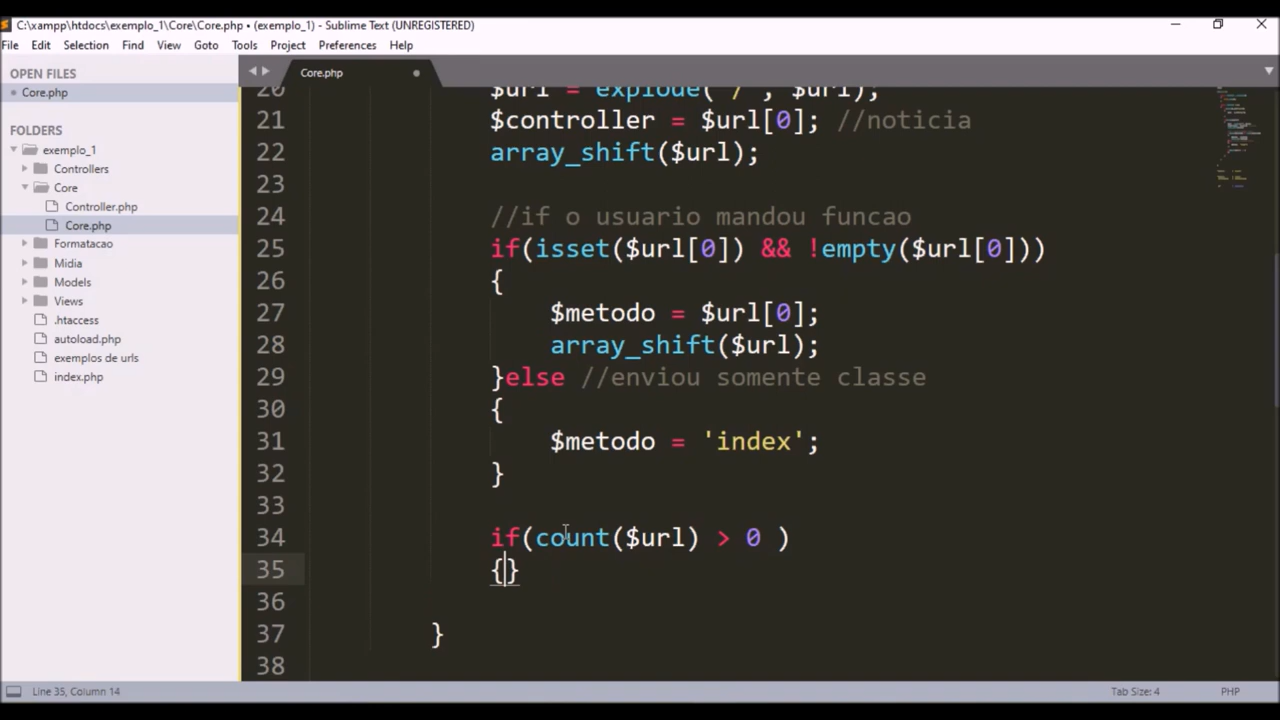 C:\xampp\htdocs\exemplo_1\Core\Core.php • (exemplo_1) - Sublime Text (UNREGISTERED)
File Edit Selection Find View Goto Tools Project Preferences Help
OPEN FILES
Core.php
FOLDERS
exemplo_1
Controllers
Core
Controller.php
Core.php
Formatacao
Midia
Models
Views
.htaccess
autoload.php
exemplos de urls
index.php
Core.php
20 $url = explode('/', $url);
21 $controller = $url[0]; //noticia
22 array_shift($url);
23
24 //if o usuario mandou funcao
25 if(isset($url[0]) && !empty($url[0]))
26 {
27 $metodo = $url[0];
28 array_shift($url);
29 }else //enviou somente classe
30 {
31 $metodo = 'index';
32 }
33
34 if(count($url) > 0 )
35 {}
36
37 }
38
Line 35, Column 14 Tab Size: 4 PHP